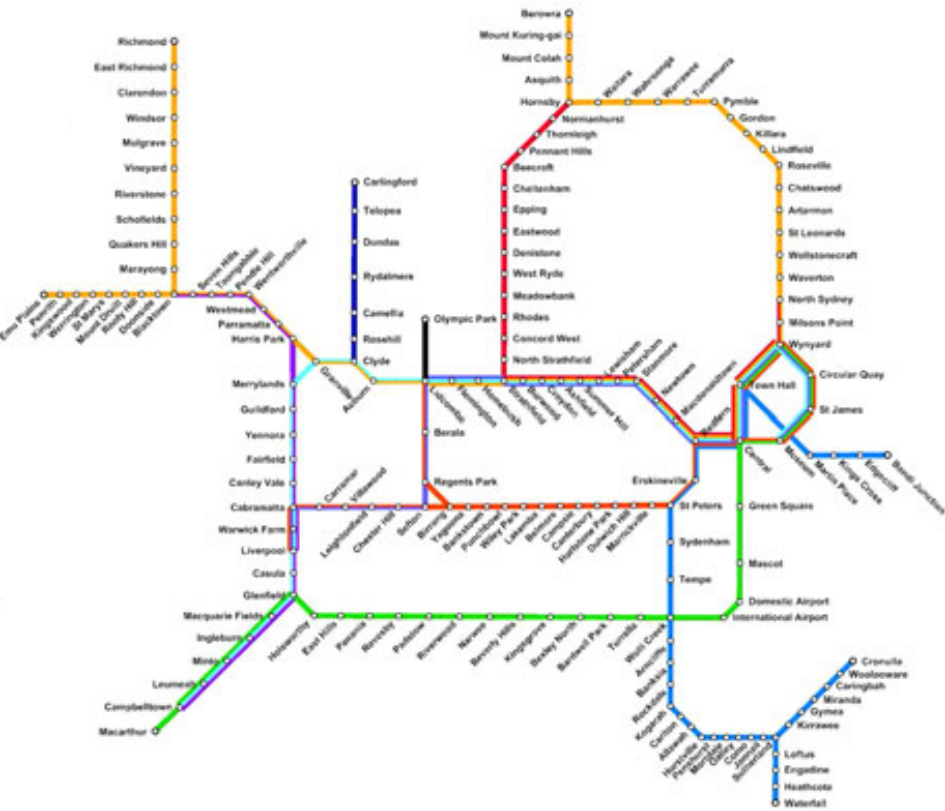 Berowra
Mount Kuring-gai
Mount Colah
Asquith
Hornsby
Waitara
Wahroonga
Warrawee
Turramurra
Pymble
Gordon
Killara
Lindfield
Roseville
Chatswood
Artarmon
St Leonards
Wollstonecraft
Waverton
North Sydney
Milsons Point
Wynyard
Normanhurst
Thornleigh
Pennant Hills
Beecroft
Cheltenham
Epping
Eastwood
Denistone
West Ryde
Meadowbank
Rhodes
Concord West
North Strathfield
Richmond
East Richmond
Clarendon
Windsor
Mulgrave
Vineyard
Riverstone
Schofields
Quakers Hill
Marayong
Emu Plains
Penrith
Kingswood
Werrington
St Marys
Mount Druitt
Rooty Hill
Doonside
Blacktown
Seven Hills
Toongabbie
Pendle Hill
Wentworthville
Westmead
Parramatta
Harris Park
Carlingford
Telopea
Dundas
Rydalmere
Camellia
Rosehill
Clyde
Granville
Auburn
Olympic Park
Lidcombe
Flemington
Homebush
Strathfield
Burwood
Croydon
Ashfield
Summer Hill
Lewisham
Petersham
Stanmore
Newtown
Macdonaldtown
Redfern
Town Hall
Circular Quay
St James
Museum
Central
Martin Place
Kings Cross
Edgecliff
Bondi Junction
Merrylands
Guildford
Yennora
Fairfield
Canley Vale
Cabramatta
Warwick Farm
Liverpool
Casula
Glenfield
Macquarie Fields
Ingleburn
Minto
Leumeah
Campbelltown
Macarthur
Carramar
Villawood
Leightonfield
Chester Hill
Sefton
Berala
Regents Park
Birrong
Yagoona
Bankstown
Punchbowl
Wiley Park
Lakemba
Belmore
Campsie
Canterbury
Hurlstone Park
Dulwich Hill
Marrickville
Erskineville
St Peters
Sydenham
Tempe
Green Square
Mascot
Domestic Airport
International Airport
Holsworthy
East Hills
Panania
Revesby
Padstow
Riverwood
Narwee
Beverly Hills
Kingsgrove
Bexley North
Bardwell Park
Turrella
Wolli Creek
Arncliffe
Banksia
Rockdale
Kogarah
Carlton
Allawah
Hurstville
Penshurst
Mortdale
Oatley
Como
Jannali
Sutherland
Cronulla
Woolooware
Caringbah
Miranda
Gymea
Kirrawee
Loftus
Engadine
Heathcote
Waterfall